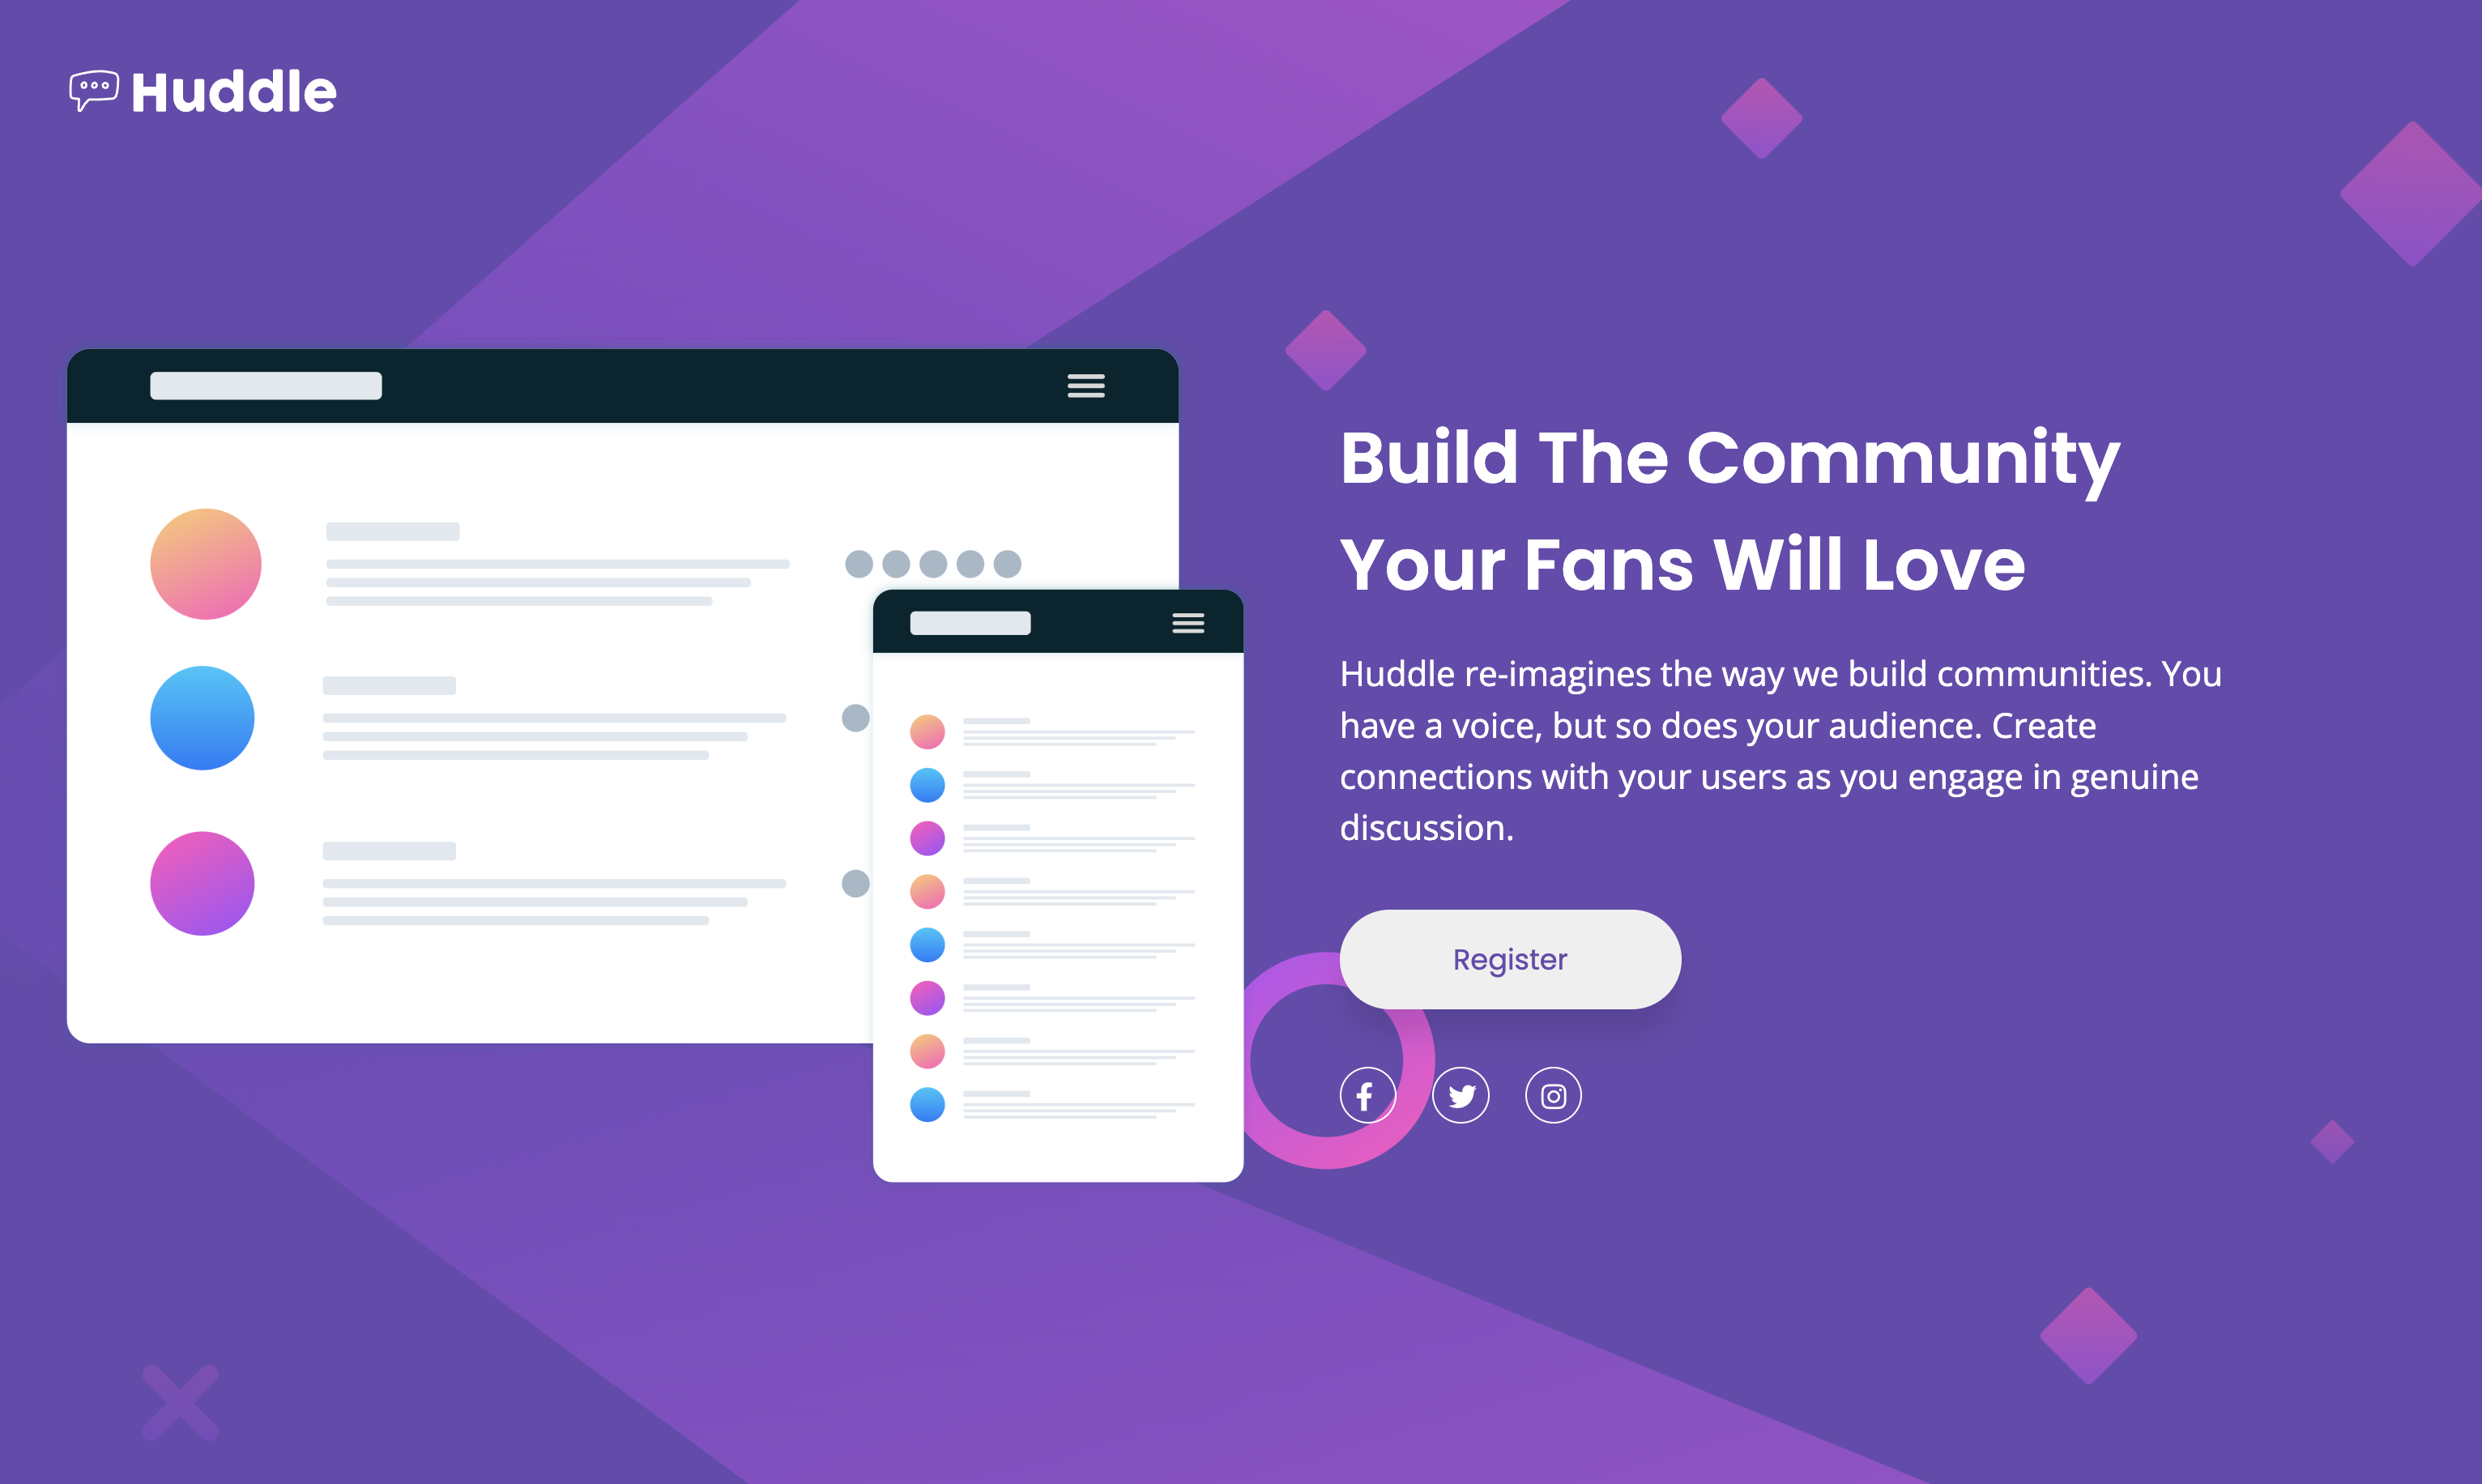 Huddle
Build The Community
Your Fans Will Love
Huddle re-imagines the way we build communities. You
have a voice, but so does your audience. Create
connections with your users as you engage in genuine
discussion.
Register